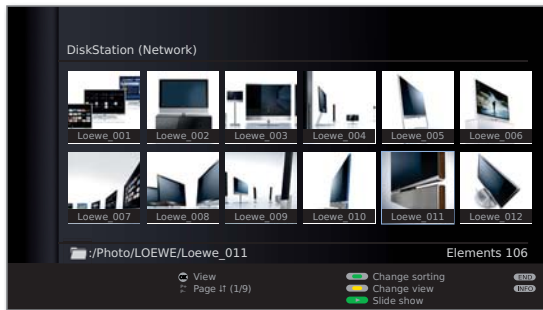 DiskStation (Network)
Loewe_001 Loewe_002 Loewe_003 Loewe_004 Loewe_005 Loewe_006
Loewe_007 Loewe_008 Loewe_009 Loewe_010 Loewe_011 Loewe_012
:/Photo/LOEWE/Loewe_011 Elements 106
OK View Change sorting END
Page ↓↑ (1/9) Change view INFO
Slide show